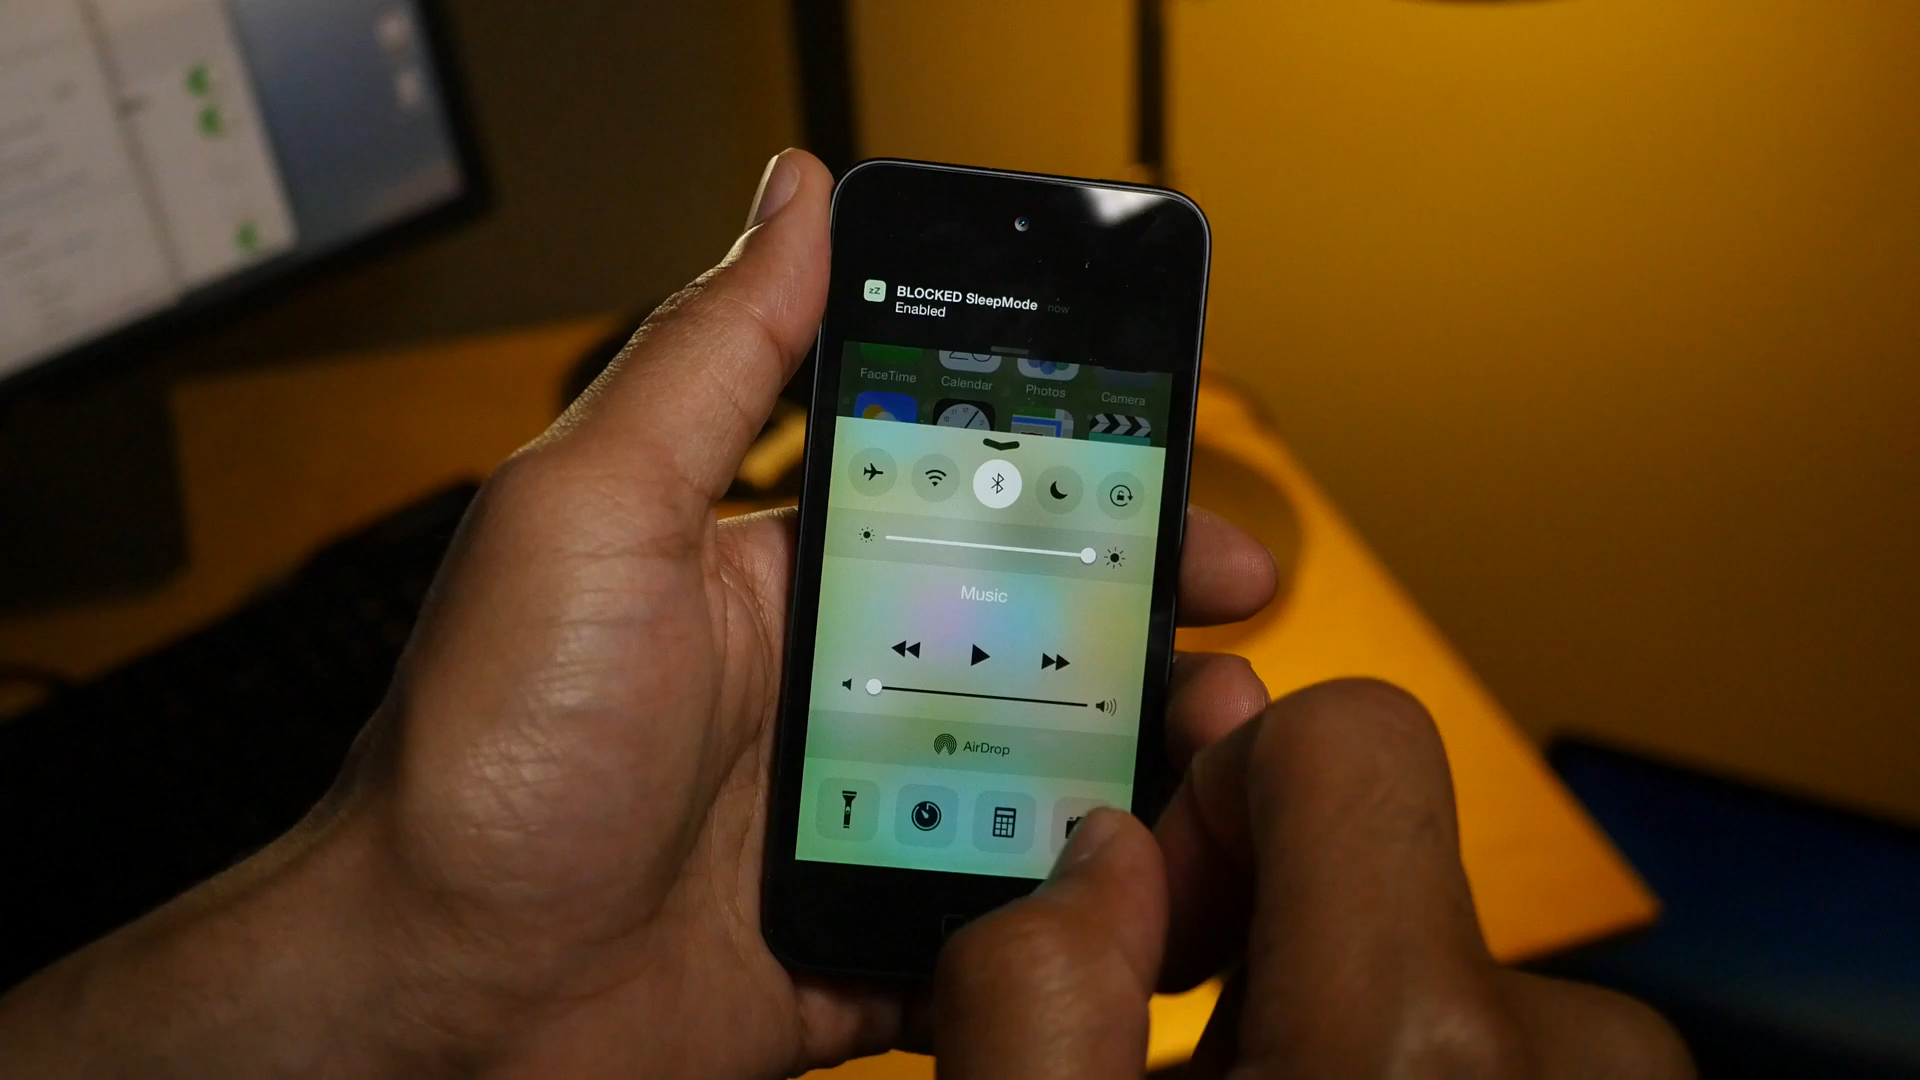 zZ
BLOCKED SleepMode now
Enabled
FaceTime Calendar Photos Camera
Music
AirDrop